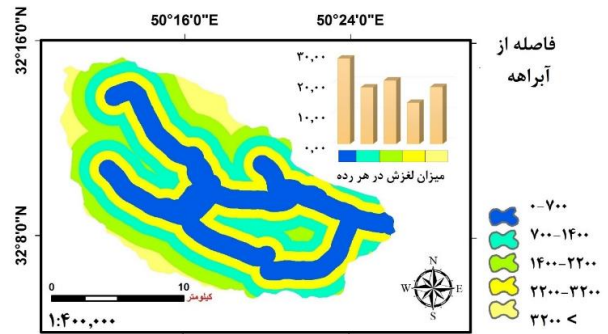 50°16'0"E
50°24'0"E
32°16'0"N
32°8'0"N
فاصله از
آبراهه
۳۰,۰۰
۲۰,۰۰
۱۰,۰۰
۰,۰۰
میزان لغزش در هر رده
۰-۷۰۰
۷۰۰-۱۴۰۰
۱۴۰۰-۲۲۰۰
۲۲۰۰-۳۲۰۰
۳۲۰۰ >
N
W E
S
0 10
کیلومتر
۱:۴۰۰,۰۰۰